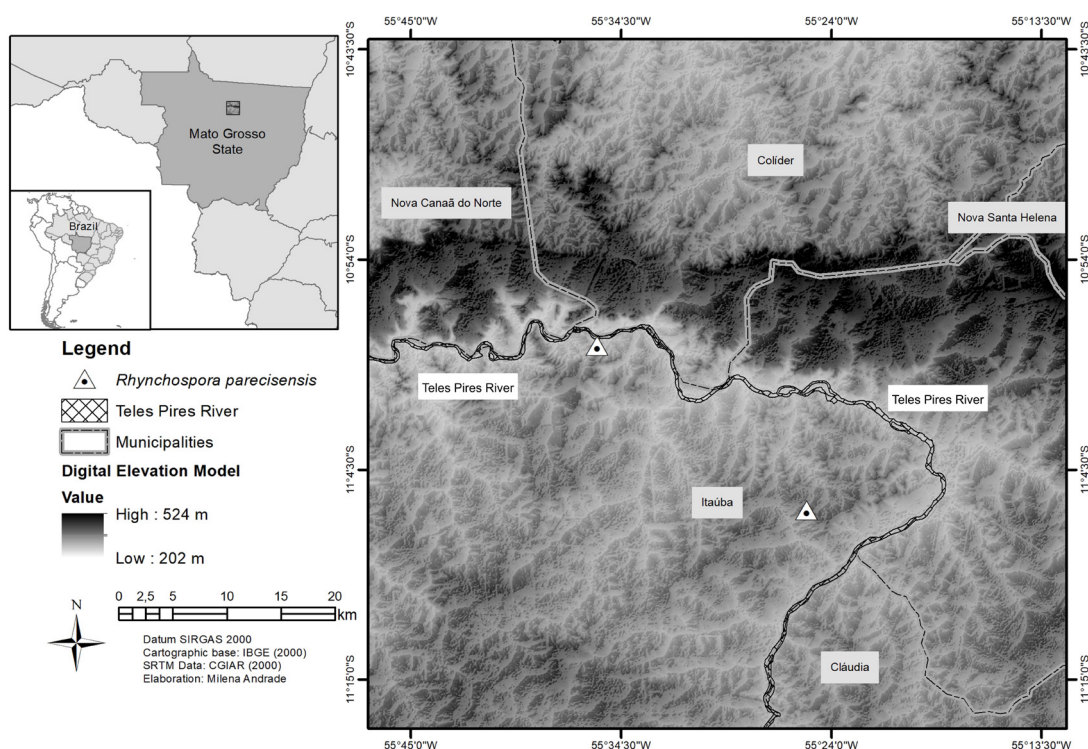 55°45'0"W
55°34'30"W
55°24'0"W
55°13'30"W
10°43'30"S
10°43'30"S
Mato Grosso
State
Brazil
Colíder
Nova Canaã do Norte
Nova Santa Helena
10°54'0"S
10°54'0"S
Legend
Rhynchospora parecisensis
Teles Pires River
Municipalities
Digital Elevation Model
Value
High : 524 m
Low : 202 m
Teles Pires River
Teles Pires River
11°4'30"S
11°4'30"S
Itaúba
0 2,5 5 10 15 20
km
N
Datum SIRGAS 2000
Cartographic base: IBGE (2000)
SRTM Data: CGIAR (2000)
Elaboration: Milena Andrade
Cláudia
11°15'0"S
11°15'0"S
55°45'0"W
55°34'30"W
55°24'0"W
55°13'30"W